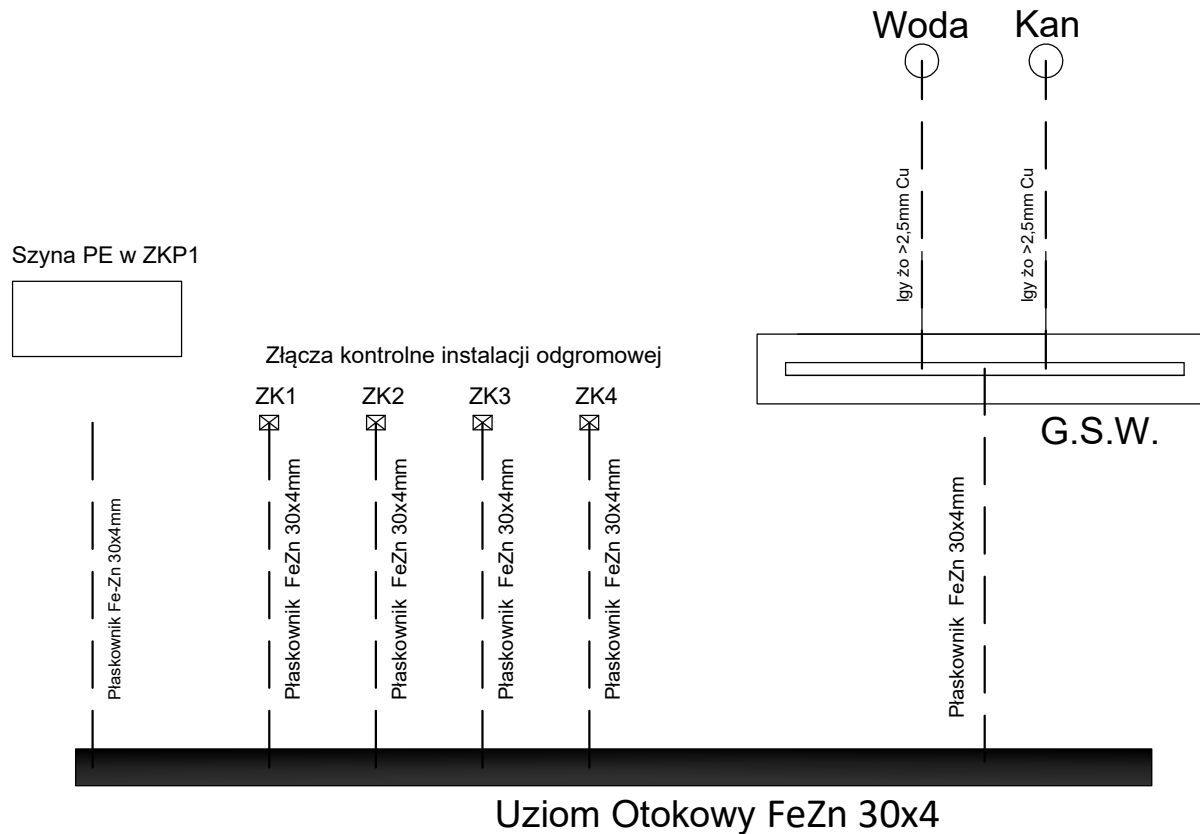 Woda
Kan
lgy żo >2,5mm Cu
lgy żo >2,5mm Cu
Szyna PE w ZKP1
Złącza kontrolne instalacji odgromowej
ZK1
ZK2
ZK3
ZK4
G.S.W.
Płaskownik Fe-Zn 30x4mm
Płaskownik FeZn 30x4mm
Płaskownik FeZn 30x4mm
Płaskownik FeZn 30x4mm
Płaskownik FeZn 30x4mm
Płaskownik FeZn 30x4mm
Uziom Otokowy FeZn 30x4